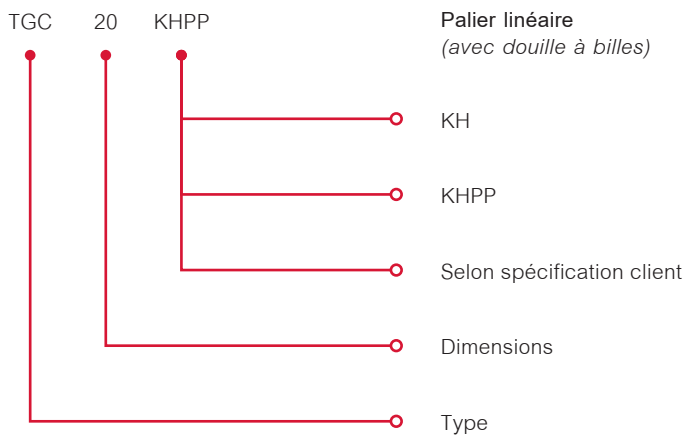 TGC 20 KHPP
Palier linéaire
(avec douille à billes)
KH
KHPP
Selon spécification client
Dimensions
Type